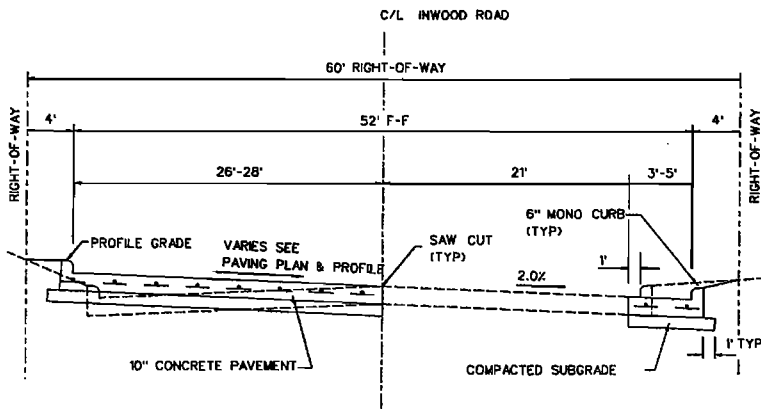 C/L INWOOD ROAD
60' RIGHT-OF-WAY
RIGHT-OF-WAY
RIGHT-OF-WAY
4'
52' F-F
4'
26'-28'
21'
3'-5'
PROFILE GRADE
VARIES SEE
PAVING PLAN & PROFILE
SAW CUT
(TYP)
6" MONO CURB
(TYP)
1'
2.0%
10" CONCRETE PAVEMENT
COMPACTED SUBGRADE
1' TYP